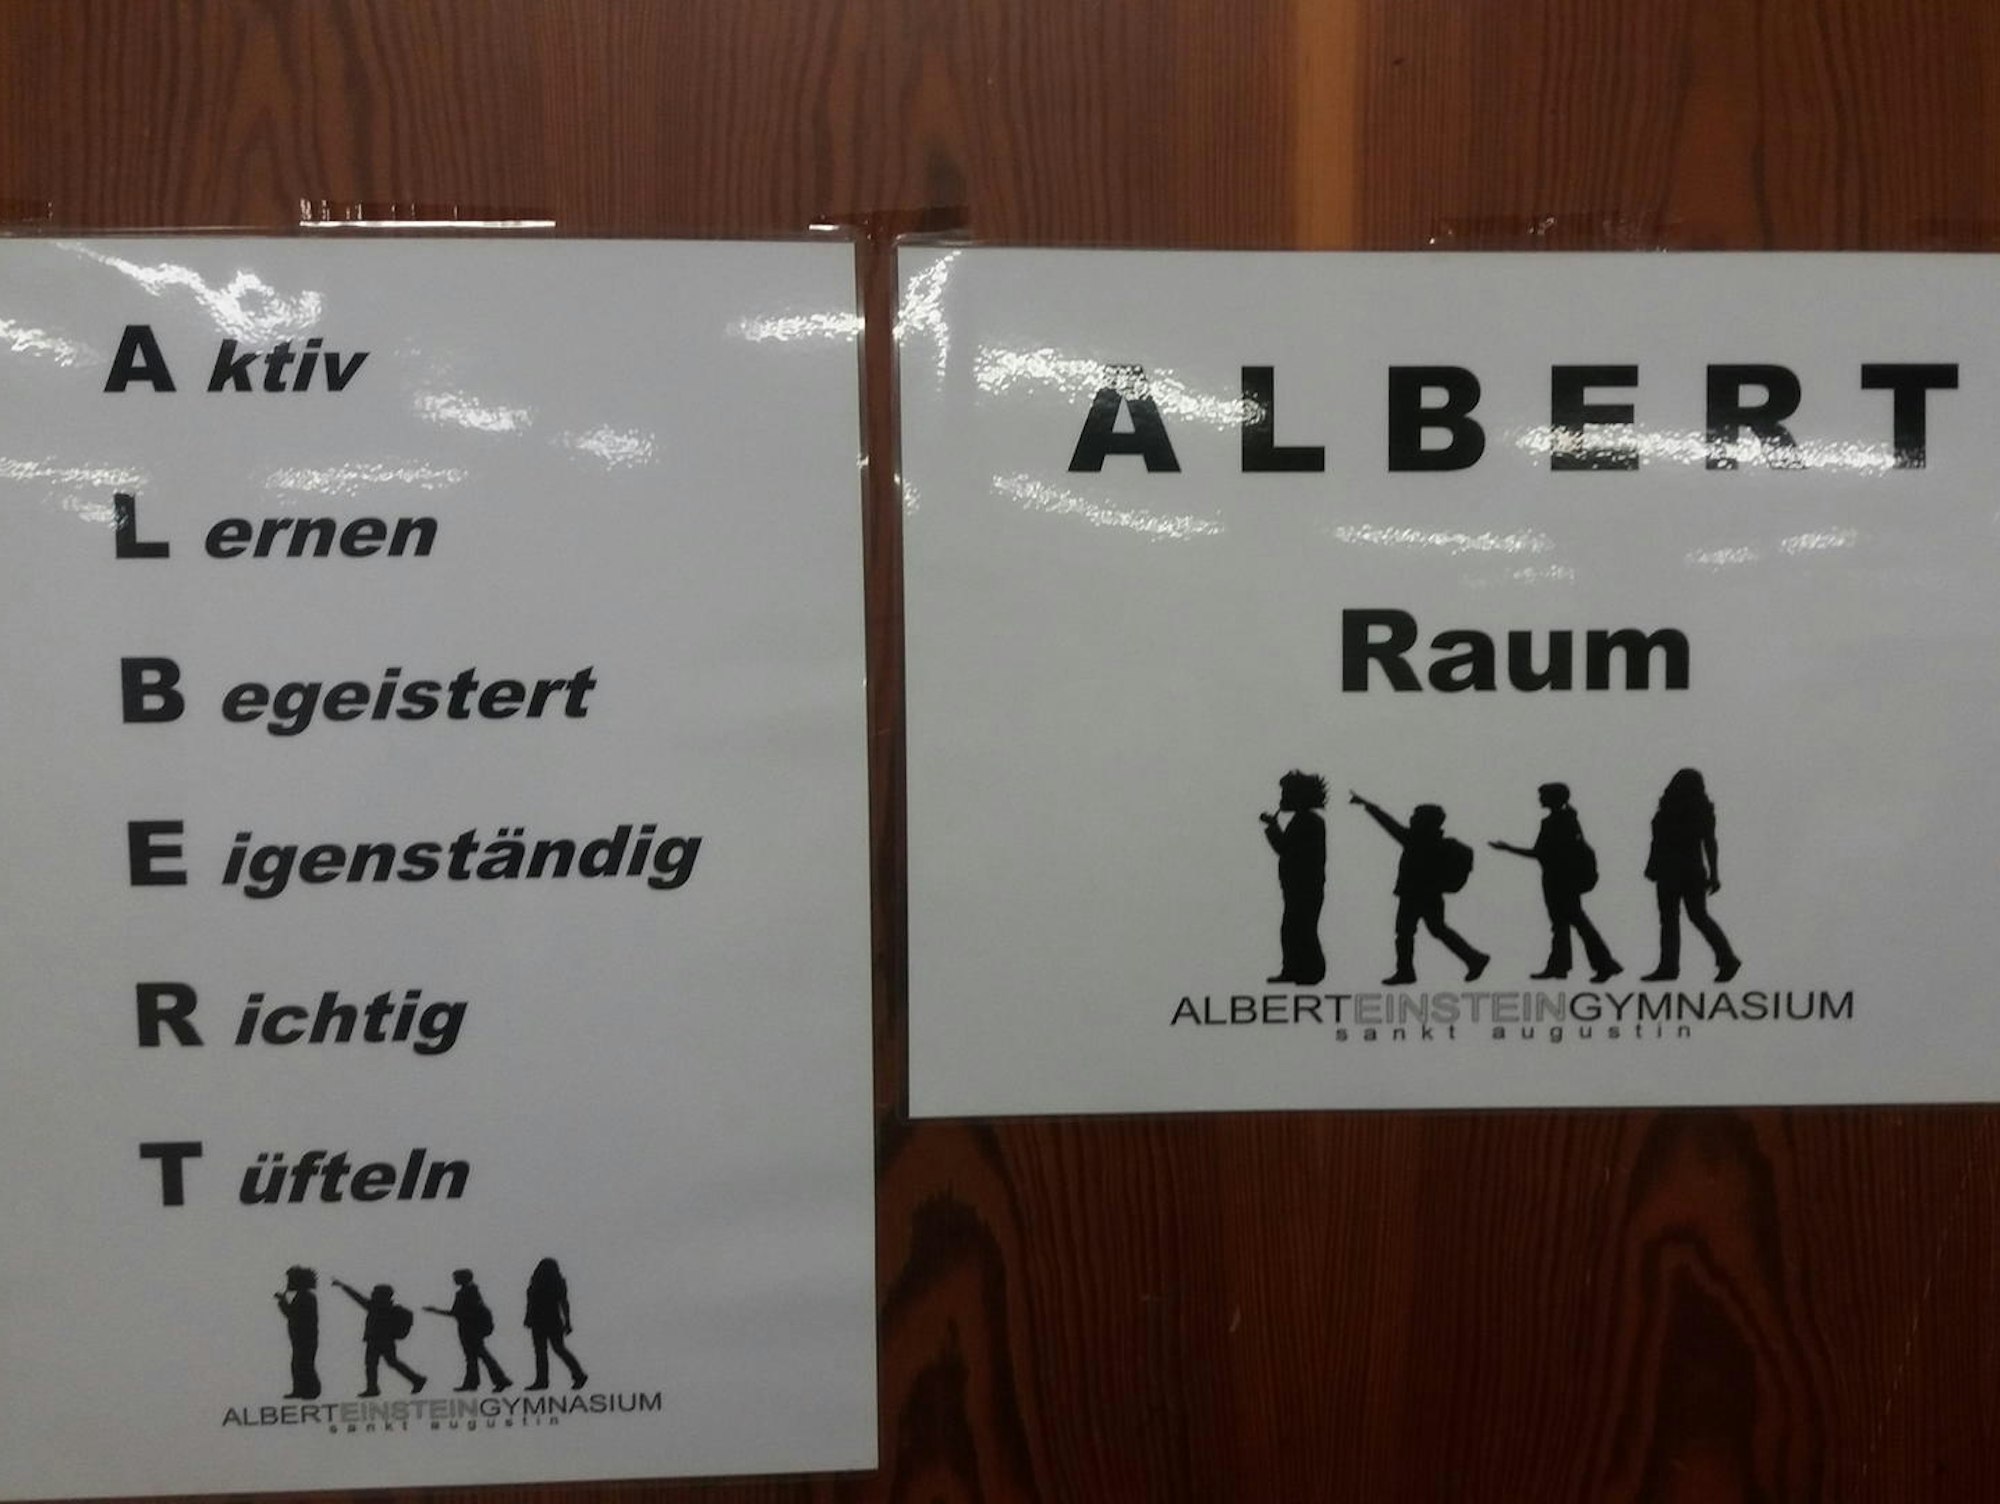 A ktiv
L ernen
B egeistert
E igenständig
R ichtig
T üfteln
ALBERTEINSTEINGYMNASIUM
sankt augustin
ALBERT
Raum
ALBERTEINSTEINGYMNASIUM
sankt augustin